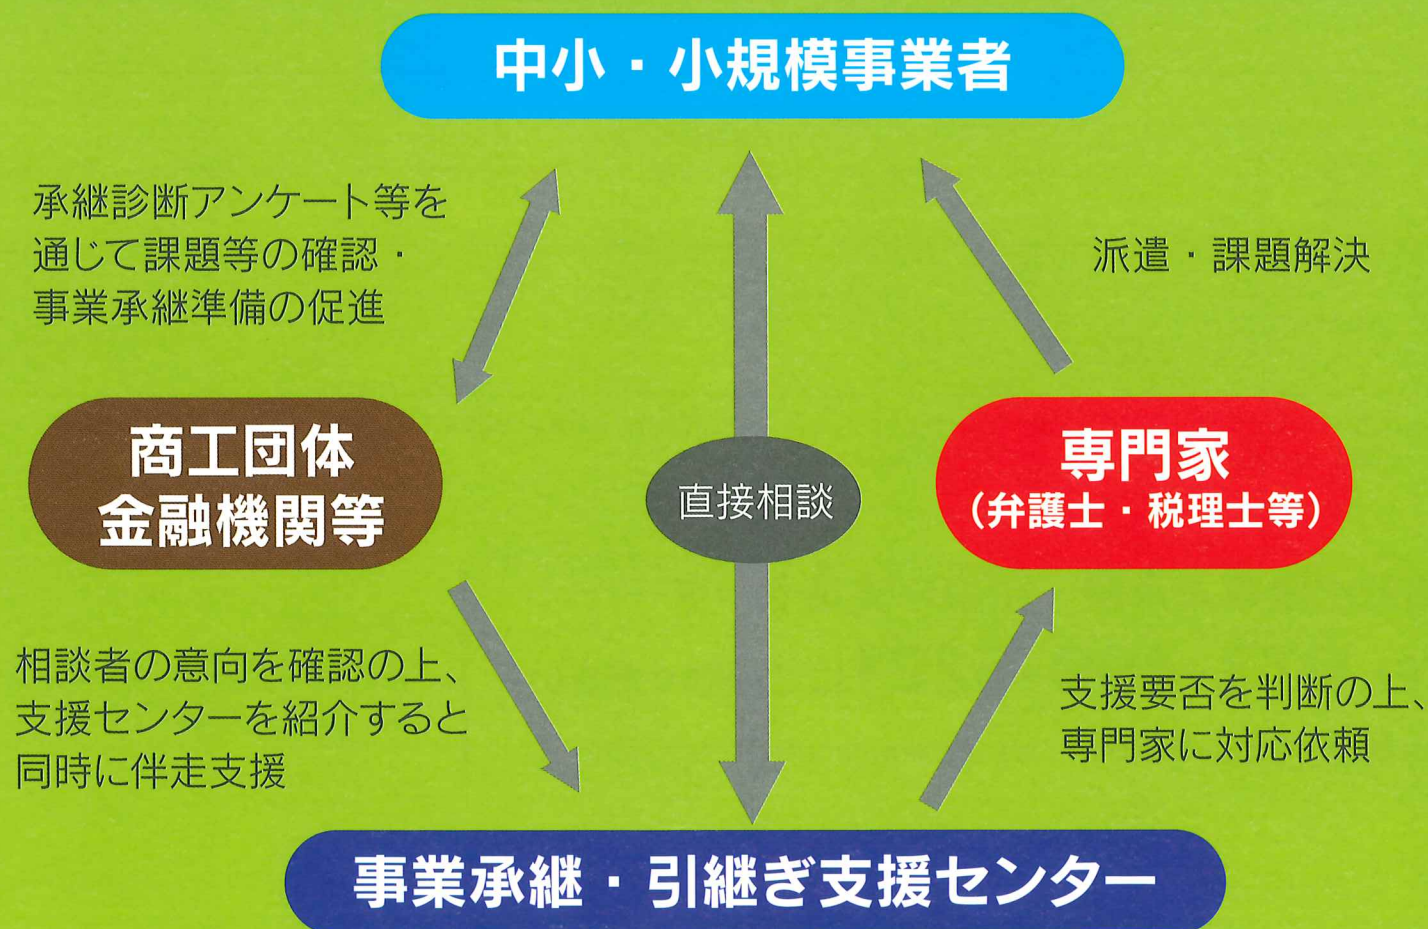 中小・小規模事業者
承継診断アンケート等を
通じて課題等の確認・
事業承継準備の促進
派遣・課題解決
商工団体
金融機関等
直接相談
専門家
（弁護士・税理士等）
相談者の意向を確認の上、
支援センターを紹介すると
同時に伴走支援
支援要否を判断の上、
専門家に対応依頼
事業承継・引継ぎ支援センター